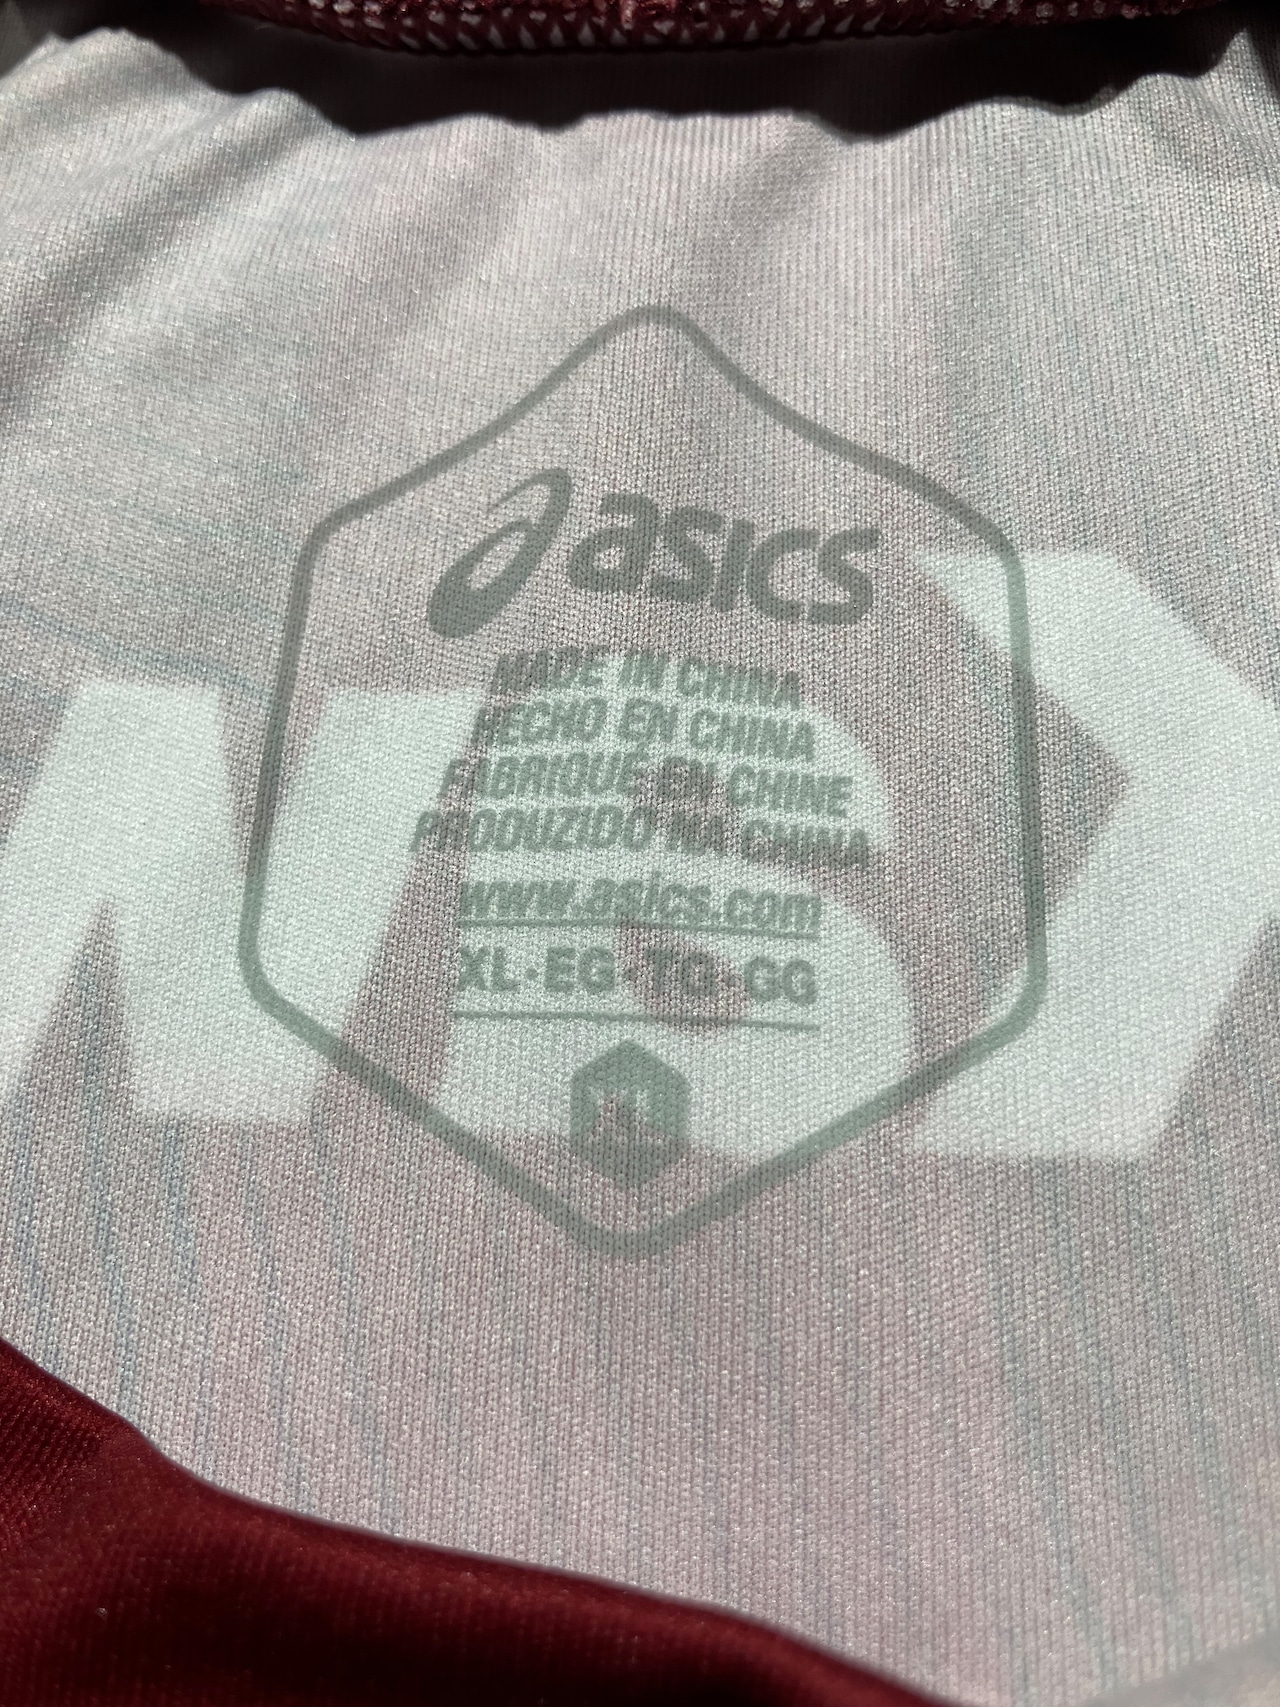 asics
MADE IN CHINA
HECHO EN CHINA
FABRIQUÉ EN CHINE
PRODUZIDO NA CHINA
www.asics.com
XL·EG·TG·GG